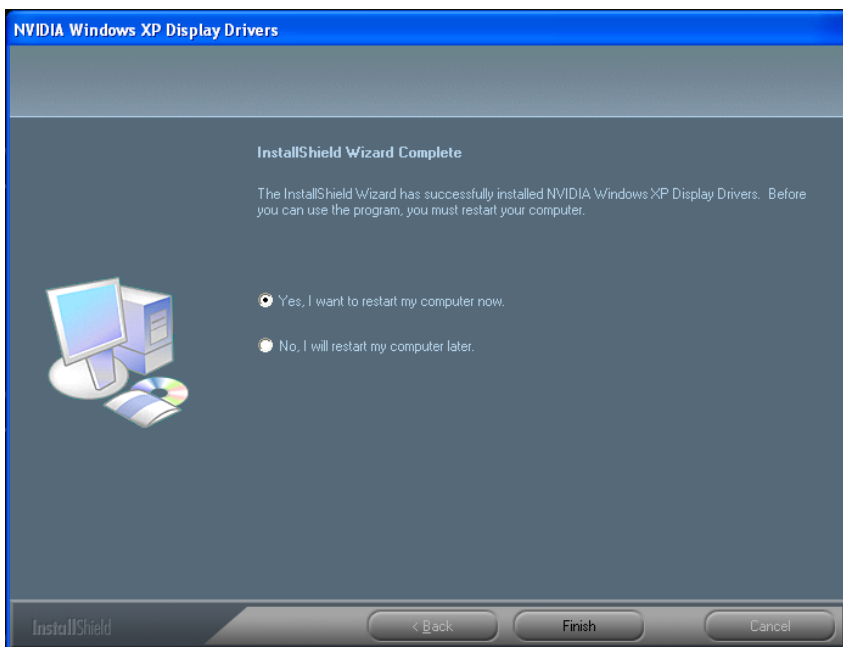 NVIDIA Windows XP Display Drivers
InstallShield Wizard Complete
The InstallShield Wizard has successfully installed NVIDIA Windows XP Display Drivers.  Before
you can use the program, you must restart your computer.
Yes, I want to restart my computer now.
No, I will restart my computer later.
InstallShield
< Back
Finish
Cancel